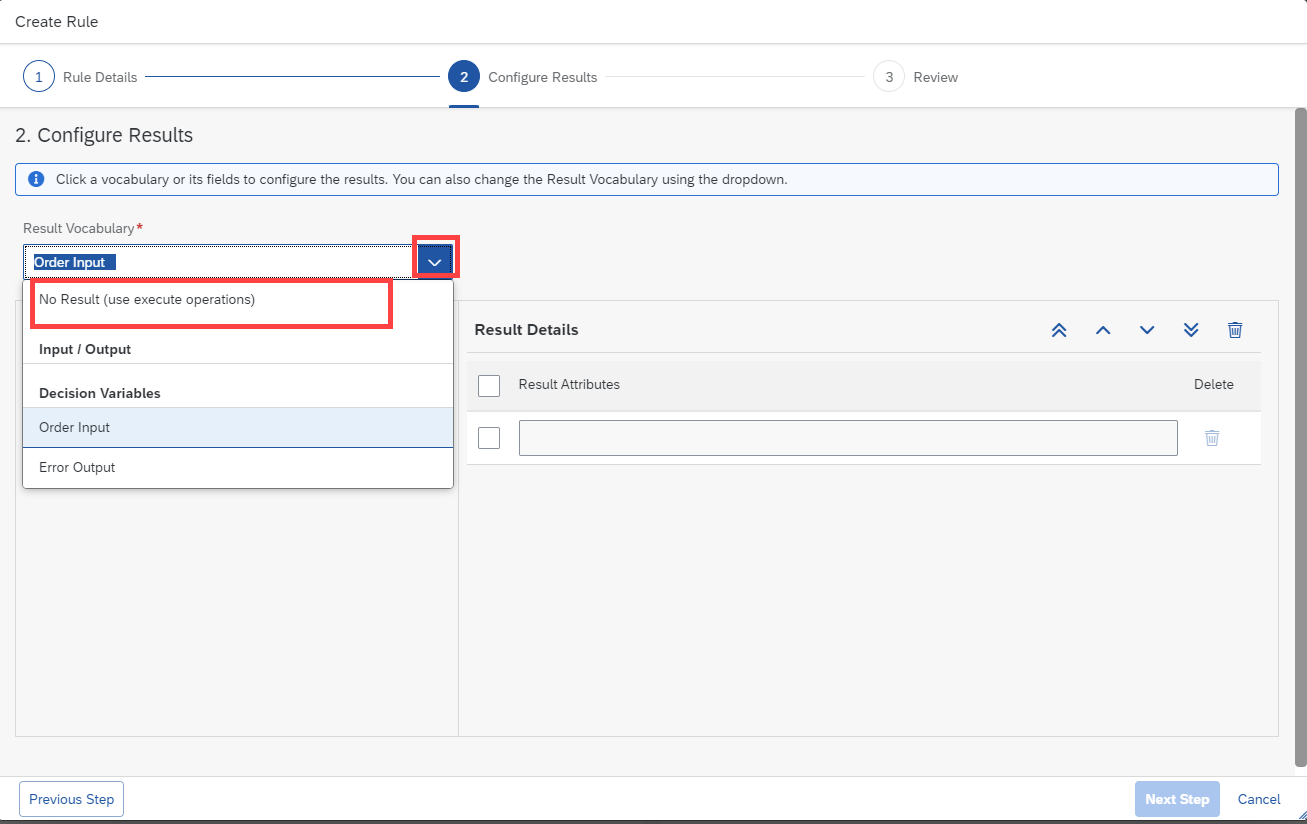 Create Rule
1 Rule Details 2 Configure Results 3 Review
2. Configure Results
Click a vocabulary or its fields to configure the results. You can also change the Result Vocabulary using the dropdown.
Result Vocabulary*
Order Input
No Result (use execute operations)
Input / Output
Decision Variables
Order Input
Error Output
Result Details
Result Attributes Delete
Previous Step Next Step Cancel